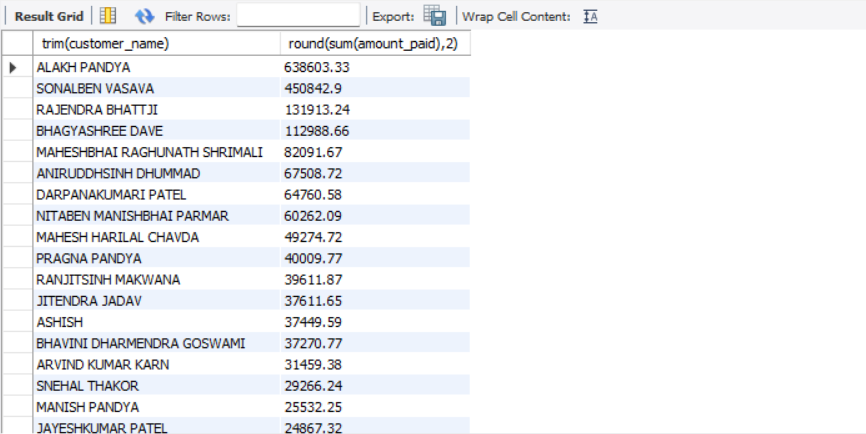 Result Grid Filter Rows: Export: Wrap Cell Content: IA
trim(customer_name) round(sum(amount_paid),2)
ALAKH PANDYA 638603.33
SONALBEN VASAVA 450842.9
RAJENDRA BHATTJI 131913.24
BHAGYASHREE DAVE 112988.66
MAHESHBHAI RAGHUNATH SHRIMALI 82091.67
ANIRUDDHSINH DHUMMAD 67508.72
DARPANAKUMARI PATEL 64760.58
NITABEN MANISHBHAI PARMAR 60262.09
MAHESH HARILAL CHAVDA 49274.72
PRAGNA PANDYA 40009.77
RANJITSINH MAKWANA 39611.87
JITENDRA JADAV 37611.65
ASHISH 37449.59
BHAVINI DHARMENDRA GOSWAMI 37270.77
ARVIND KUMAR KARN 31459.38
SNEHAL THAKOR 29266.24
MANISH PANDYA 25532.25
JAYESHKUMAR PATEL 24867.32